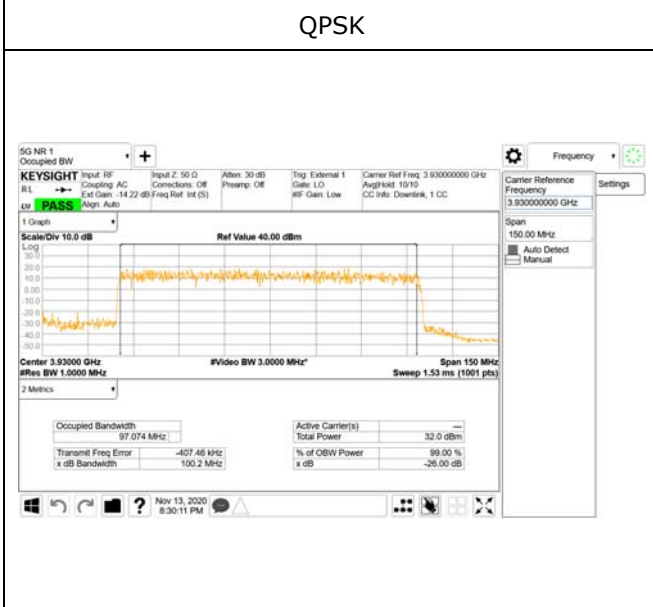 QPSK
5G NR 1
Occupied BW
Frequency
KEYSIGHT
RL
PASS
Input: RF
Coupling: AC
Ext Gain: -14.22 dB
Align: Auto
Input Z: 50 Ω
Corrections: Off
Freq Ref: Int (S)
Atten: 30 dB
Preamp: Off
Trig: External 1
Gate: LO
#IF Gain: Low
Carrier Ref Freq: 3.930000000 GHz
Avg|Hold: 10/10
CC Info: Downlink, 1 CC
Carrier Reference
Frequency
3.930000000 GHz
Settings
Span
150.00 MHz
Auto Detect
Manual
1 Graph
Scale/Div 10.0 dB
Ref Value 40.00 dBm
Log
30.0
20.0
10.0
0.00
-10.0
-20.0
-30.0
-40.0
-50.0
Center 3.93000 GHz
#Video BW 3.0000 MHz*
Span 150 MHz
#Res BW 1.0000 MHz
Sweep 1.53 ms (1001 pts)
2 Metrics
Occupied Bandwidth
97.074 MHz
Transmit Freq Error -407.46 kHz
x dB Bandwidth 100.2 MHz
Active Carrier(s) ---
Total Power 32.0 dBm
% of OBW Power 99.00 %
x dB -26.00 dB
?
Nov 13, 2020
8:30:11 PM